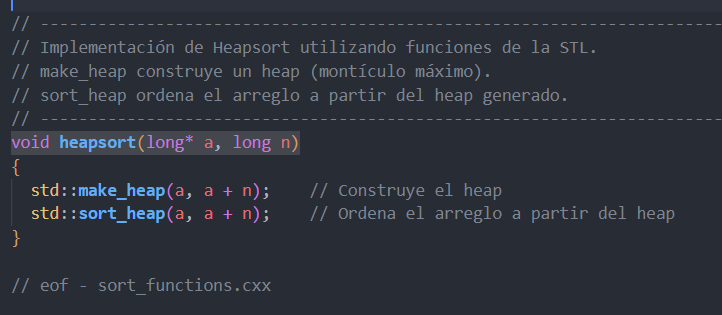 // ------------------------------------------------------------------------
// Implementación de Heapsort utilizando funciones de la STL.
// make_heap construye un heap (montículo máximo).
// sort_heap ordena el arreglo a partir del heap generado.
// ------------------------------------------------------------------------
void heapsort(long* a, long n)
{
  std::make_heap(a, a + n);    // Construye el heap
  std::sort_heap(a, a + n);    // Ordena el arreglo a partir del heap
}
// eof - sort_functions.cxx